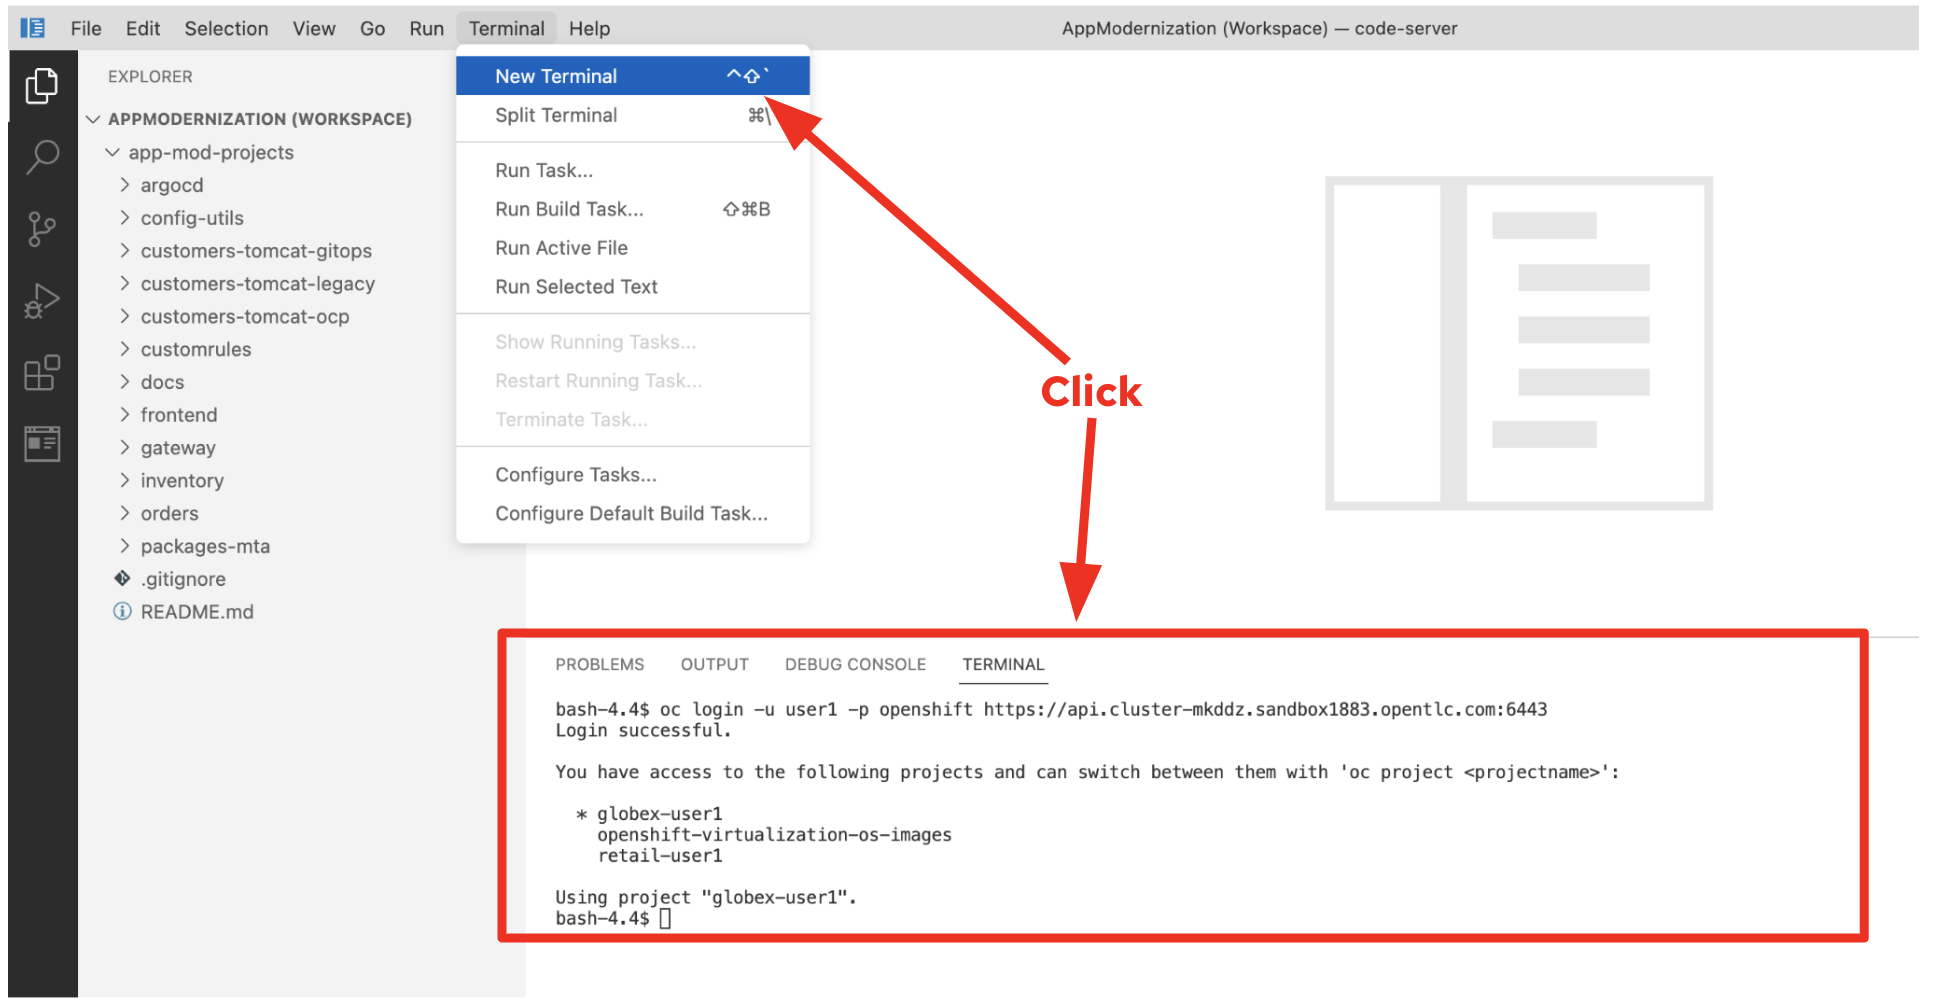 File Edit Selection View Go Run Terminal Help AppModernization (Workspace) — code-server
EXPLORER
APPMODERNIZATION (WORKSPACE)
app-mod-projects
argocd
config-utils
customers-tomcat-gitops
customers-tomcat-legacy
customers-tomcat-ocp
customrules
docs
frontend
gateway
inventory
orders
packages-mta
.gitignore
README.md
New Terminal ^⇧`
Split Terminal ⌘\
Run Task...
Run Build Task... ⇧⌘B
Run Active File
Run Selected Text
Show Running Tasks...
Restart Running Task...
Terminate Task...
Configure Tasks...
Configure Default Build Task...
Click
PROBLEMS OUTPUT DEBUG CONSOLE TERMINAL
bash-4.4$ oc login -u user1 -p openshift https://api.cluster-mkddz.sandbox1883.opentlc.com:6443
Login successful.
You have access to the following projects and can switch between them with 'oc project <projectname>':
* globex-user1
openshift-virtualization-os-images
retail-user1
Using project "globex-user1".
bash-4.4$